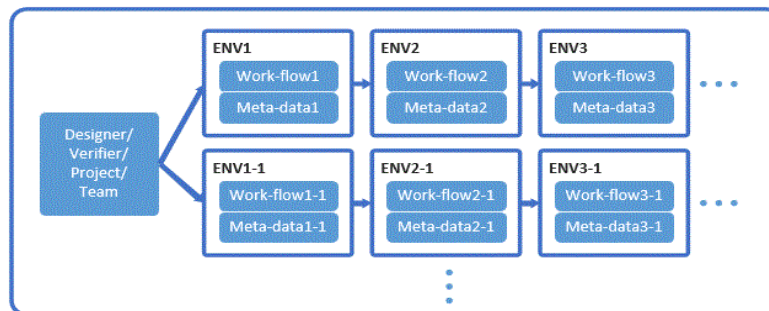 Designer/
Verifier/
Project/
Team
ENV1
Work-flow1
Meta-data1
ENV2
Work-flow2
Meta-data2
ENV3
Work-flow3
Meta-data3
ENV1-1
Work-flow1-1
Meta-data1-1
ENV2-1
Work-flow2-1
Meta-data2-1
ENV3-1
Work-flow3-1
Meta-data3-1